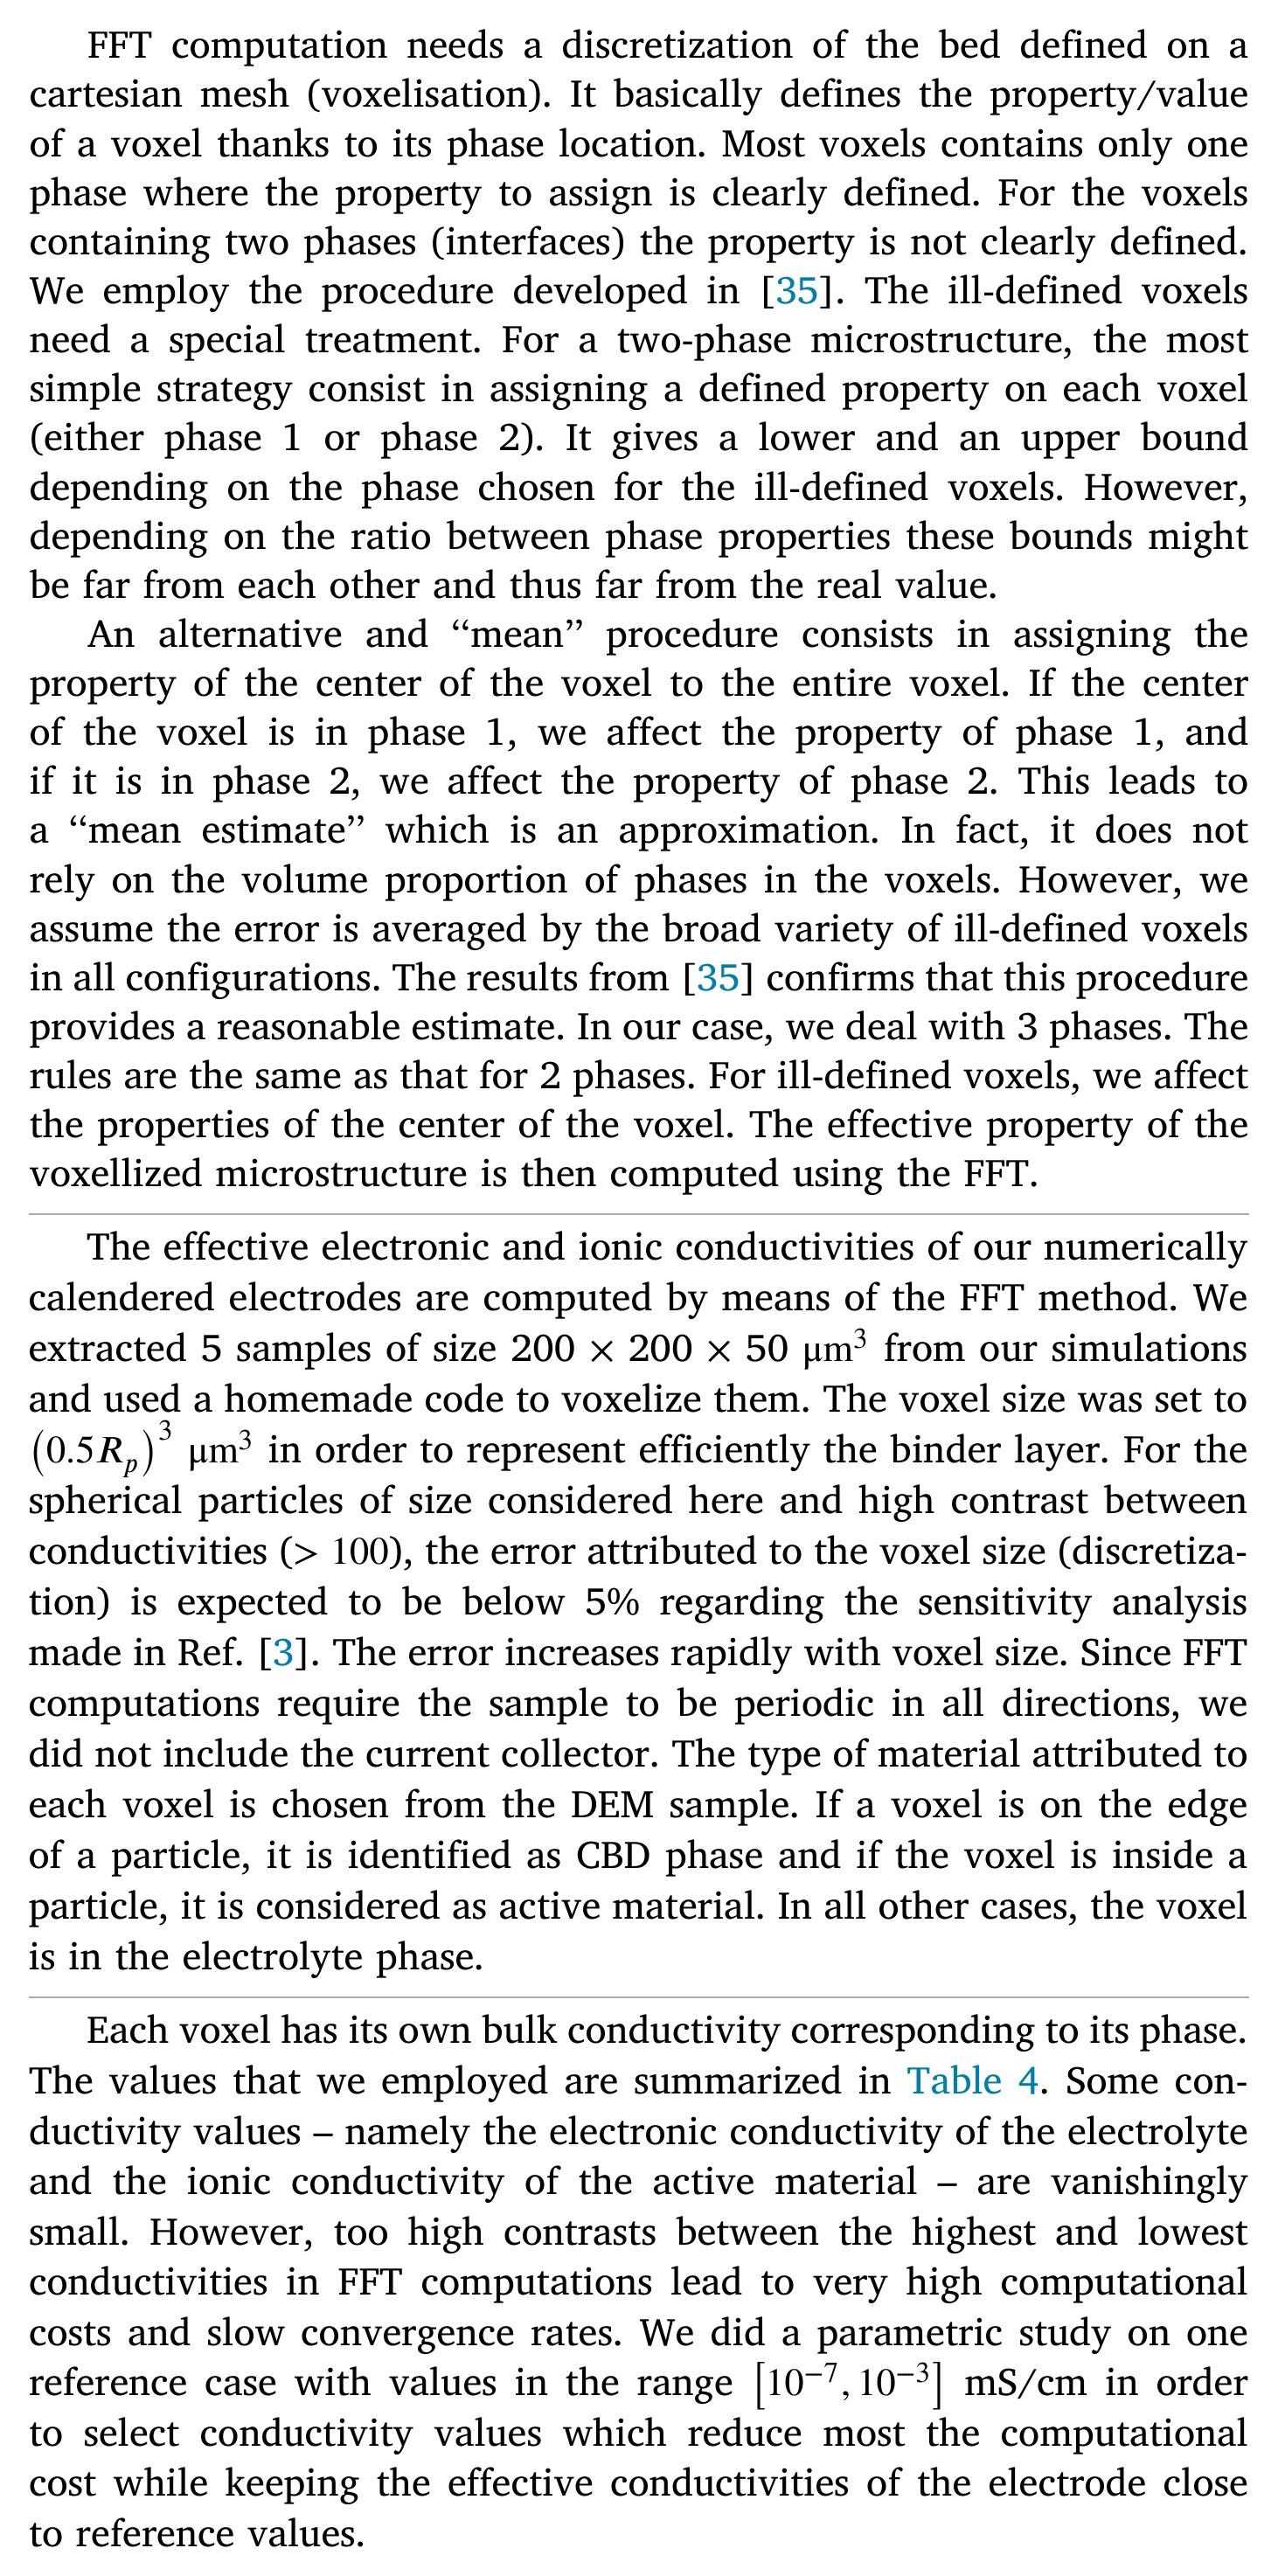 FFT computation needs a discretization of the bed defined on a
cartesian mesh (voxelisation). It basically defines the property/value
of a voxel thanks to its phase location. Most voxels contains only one
phase where the property to assign is clearly defined. For the voxels
containing two phases (interfaces) the property is not clearly defined.
We employ the procedure developed in [35]. The ill-defined voxels
need a special treatment. For a two-phase microstructure, the most
simple strategy consist in assigning a defined property on each voxel
(either phase 1 or phase 2). It gives a lower and an upper bound
depending on the phase chosen for the ill-defined voxels. However,
depending on the ratio between phase properties these bounds might
be far from each other and thus far from the real value.
An alternative and “mean” procedure consists in assigning the
property of the center of the voxel to the entire voxel. If the center
of the voxel is in phase 1, we affect the property of phase 1, and
if it is in phase 2, we affect the property of phase 2. This leads to
a “mean estimate” which is an approximation. In fact, it does not
rely on the volume proportion of phases in the voxels. However, we
assume the error is averaged by the broad variety of ill-defined voxels
in all configurations. The results from [35] confirms that this procedure
provides a reasonable estimate. In our case, we deal with 3 phases. The
rules are the same as that for 2 phases. For ill-defined voxels, we affect
the properties of the center of the voxel. The effective property of the
voxellized microstructure is then computed using the FFT.
The effective electronic and ionic conductivities of our numerically
calendered electrodes are computed by means of the FFT method. We
extracted 5 samples of size 200 × 200 × 50 μm³ from our simulations
and used a homemade code to voxelize them. The voxel size was set to
(0.5R_p)³ μm³ in order to represent efficiently the binder layer. For the
spherical particles of size considered here and high contrast between
conductivities (> 100), the error attributed to the voxel size (discretiza-
tion) is expected to be below 5% regarding the sensitivity analysis
made in Ref. [3]. The error increases rapidly with voxel size. Since FFT
computations require the sample to be periodic in all directions, we
did not include the current collector. The type of material attributed to
each voxel is chosen from the DEM sample. If a voxel is on the edge
of a particle, it is identified as CBD phase and if the voxel is inside a
particle, it is considered as active material. In all other cases, the voxel
is in the electrolyte phase.
Each voxel has its own bulk conductivity corresponding to its phase.
The values that we employed are summarized in Table 4. Some con-
ductivity values – namely the electronic conductivity of the electrolyte
and the ionic conductivity of the active material – are vanishingly
small. However, too high contrasts between the highest and lowest
conductivities in FFT computations lead to very high computational
costs and slow convergence rates. We did a parametric study on one
reference case with values in the range [10⁻⁷, 10⁻³] mS/cm in order
to select conductivity values which reduce most the computational
cost while keeping the effective conductivities of the electrode close
to reference values.